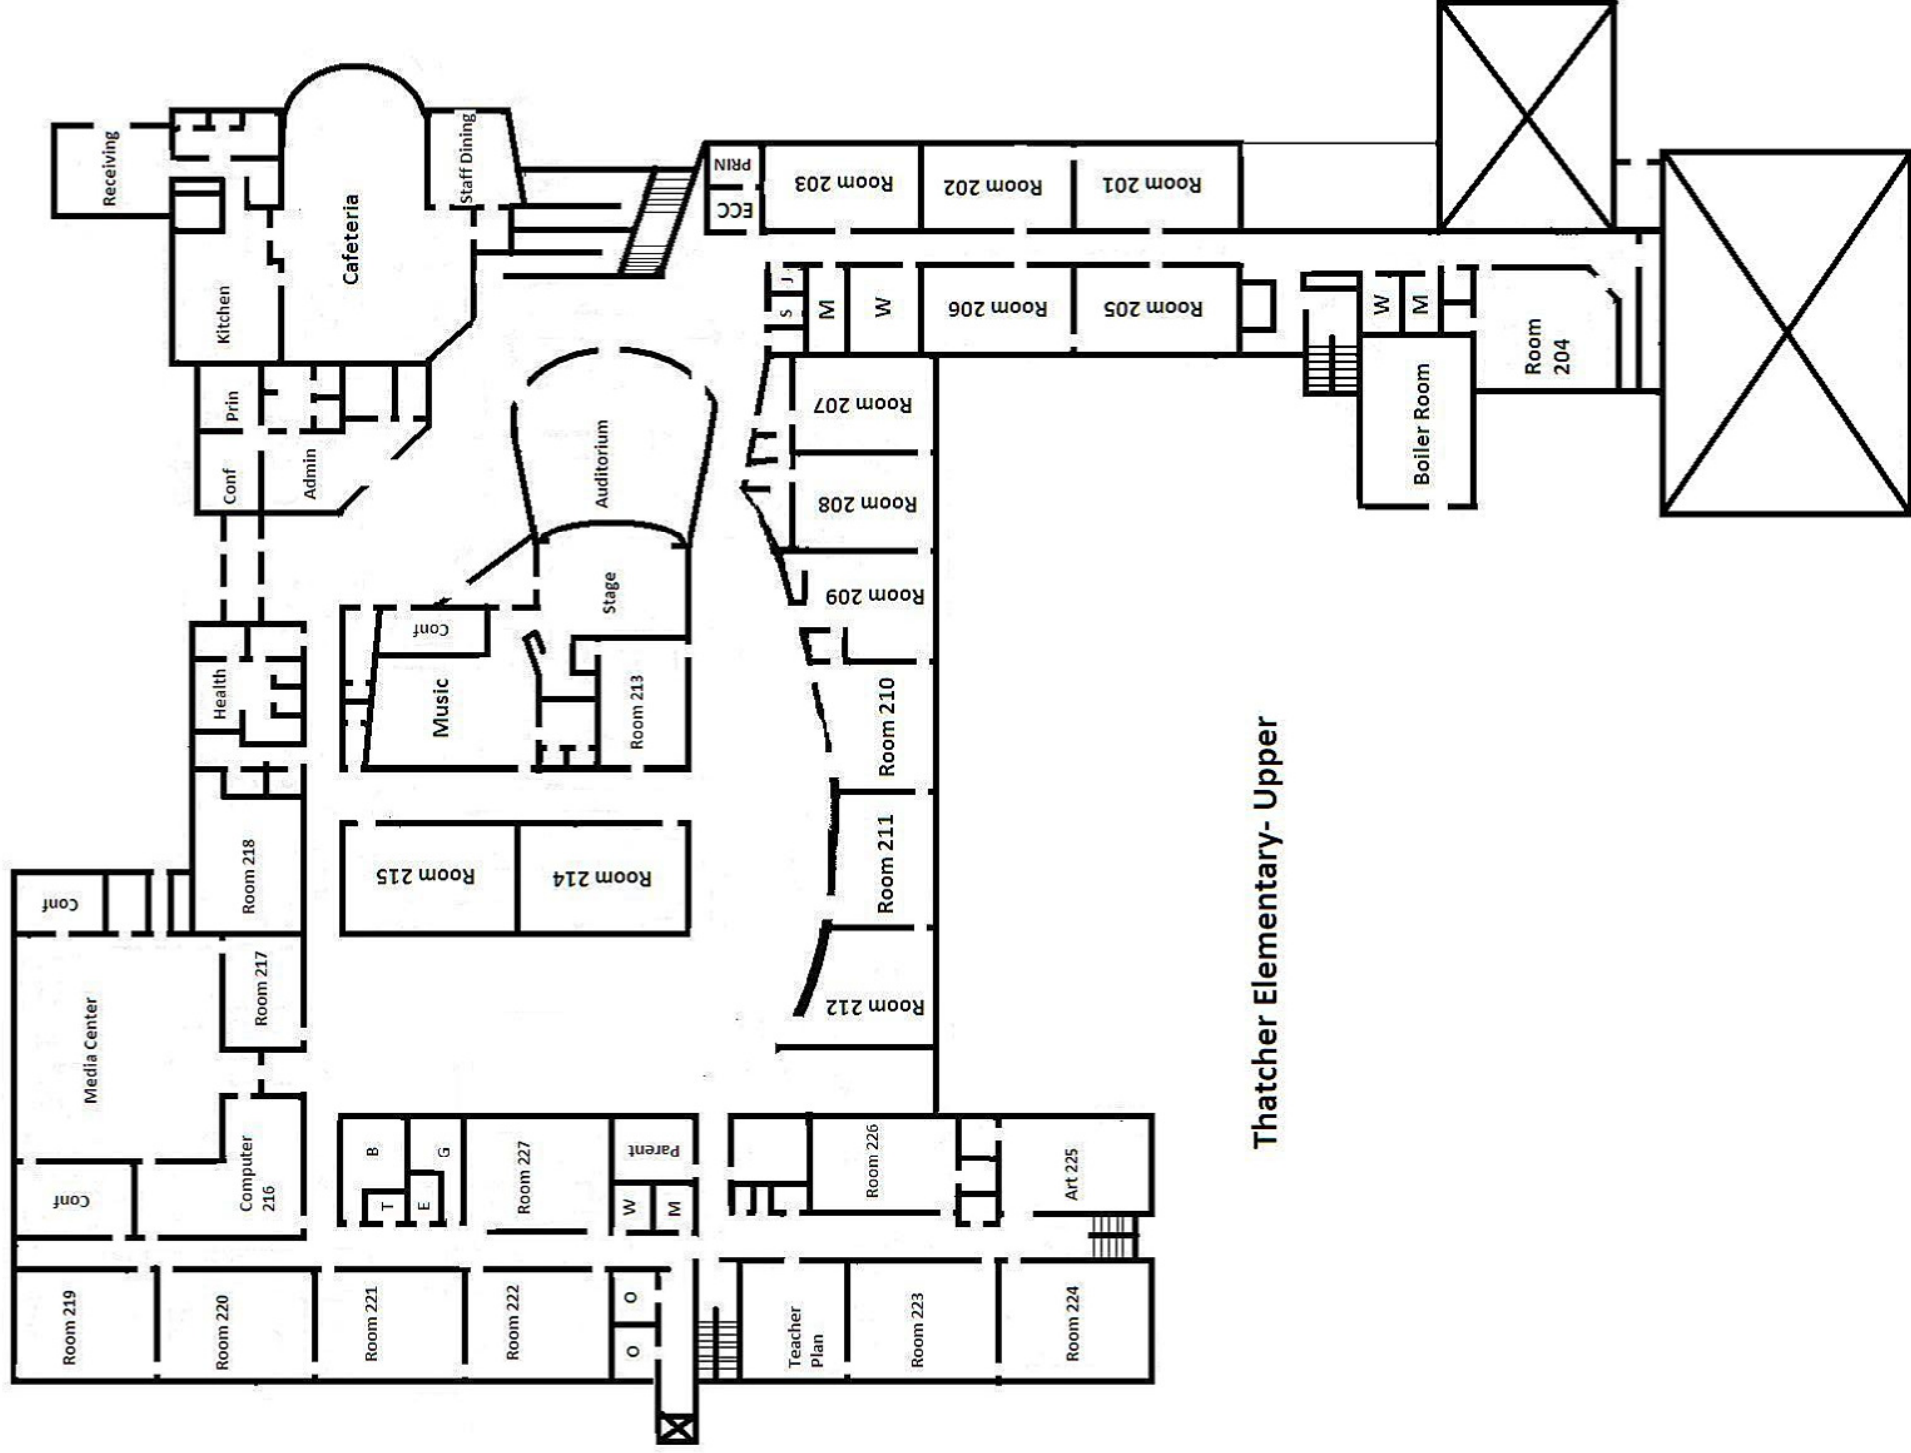 Receiving
Cafeteria
Staff Dining
Kitchen
PRIN
ECC
Room 203
Room 202
Room 201
J
S
M
W
Room 206
Room 205
W
M
Room
204
Boiler Room
Prin
Conf
Admin
Auditorium
Room 207
Room 208
Room 209
Stage
Conf
Music
Room 213
Health
Room 210
Room 218
Room 215
Room 214
Room 211
Conf
Media Center
Room 217
Room 212
Thatcher Elementary- Upper
Conf
Computer
216
B
G
T
E
Room 227
Parent
W
M
Room 226
Art 225
Room 219
Room 220
Room 221
Room 222
O
O
Teacher
Plan
Room 223
Room 224